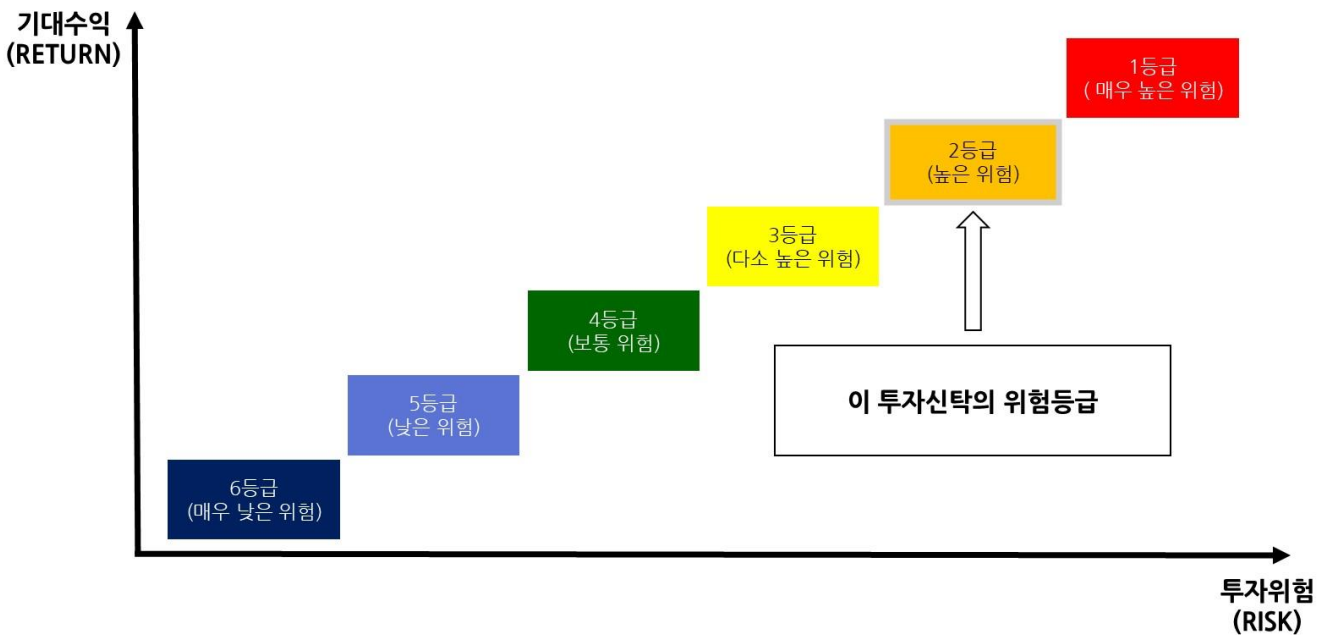 기대수익
(RETURN)
1등급
( 매우 높은 위험)
2등급
(높은 위험)
3등급
(다소 높은 위험)
4등급
(보통 위험)
이 투자신탁의 위험등급
5등급
(낮은 위험)
6등급
(매우 낮은 위험)
투자위험
(RISK)